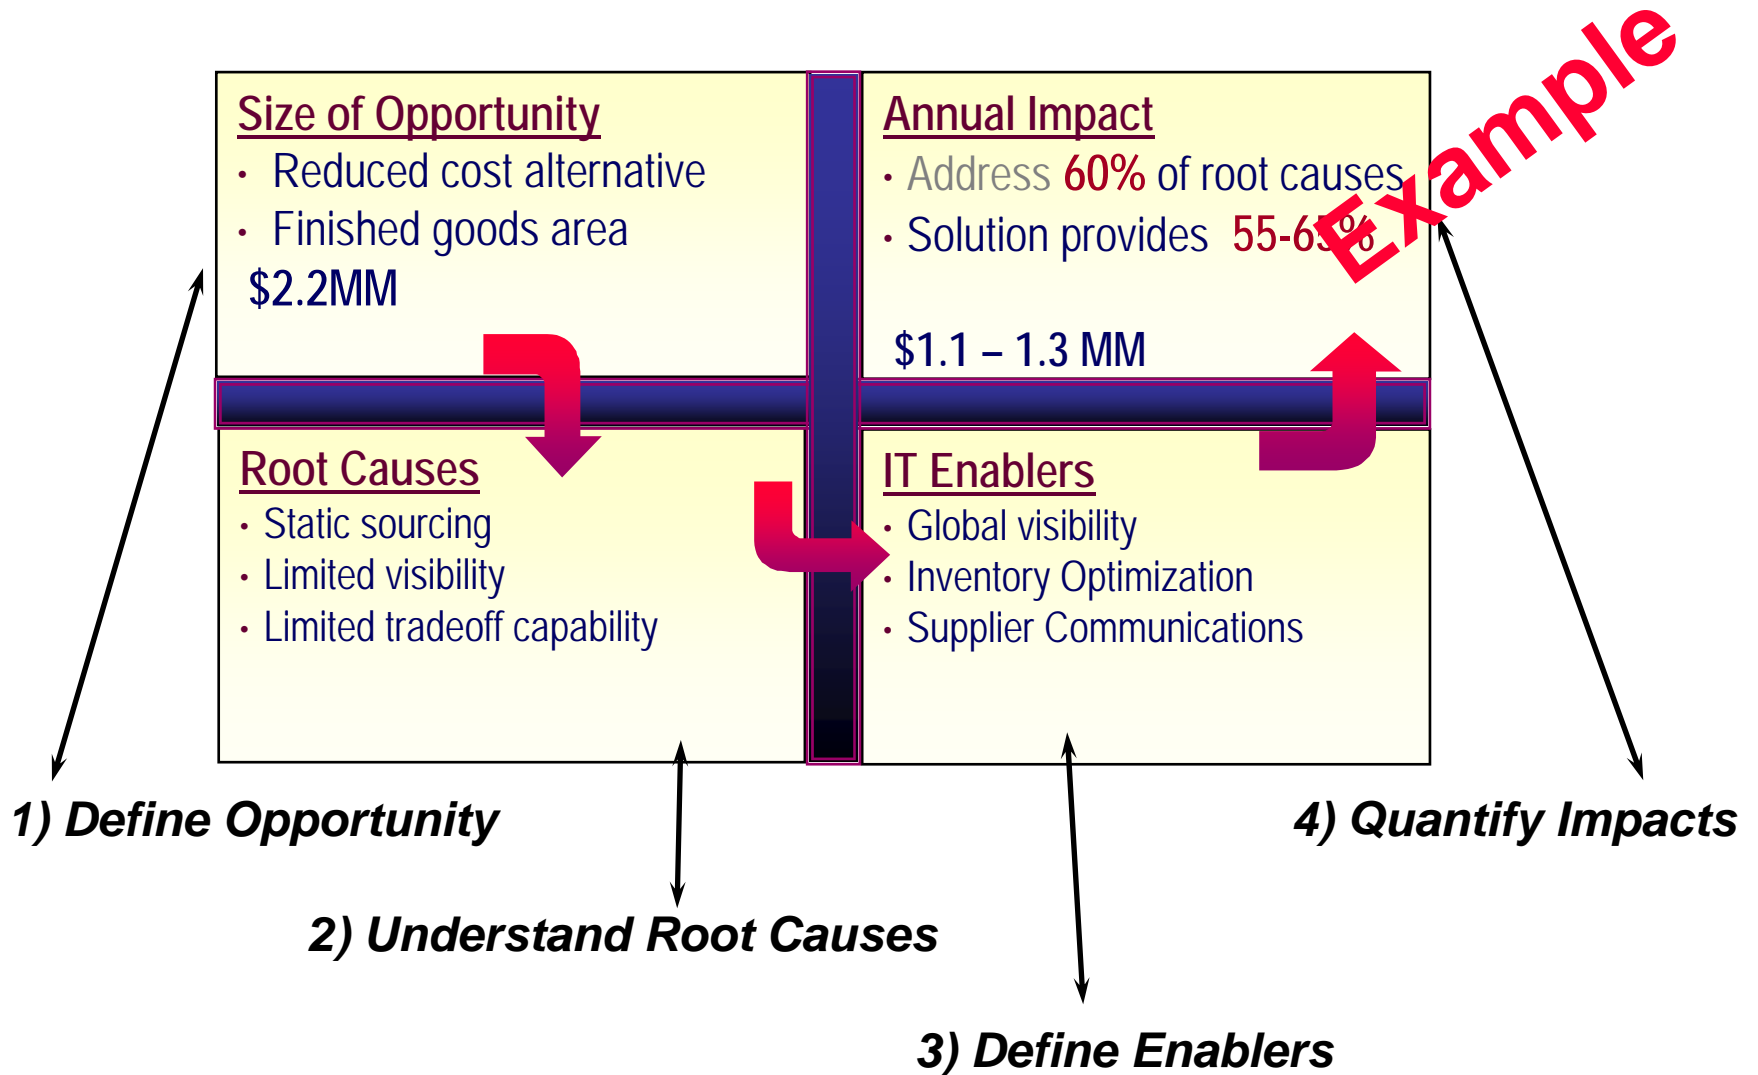 Example
Size of Opportunity
· Reduced cost alternative
· Finished goods area
$2.2MM
Annual Impact
· Address 60% of root causes
· Solution provides 55-65%
$1.1 – 1.3 MM
Root Causes
· Static sourcing
· Limited visibility
· Limited tradeoff capability
IT Enablers
· Global visibility
· Inventory Optimization
· Supplier Communications
1) Define Opportunity
4) Quantify Impacts
2) Understand Root Causes
3) Define Enablers